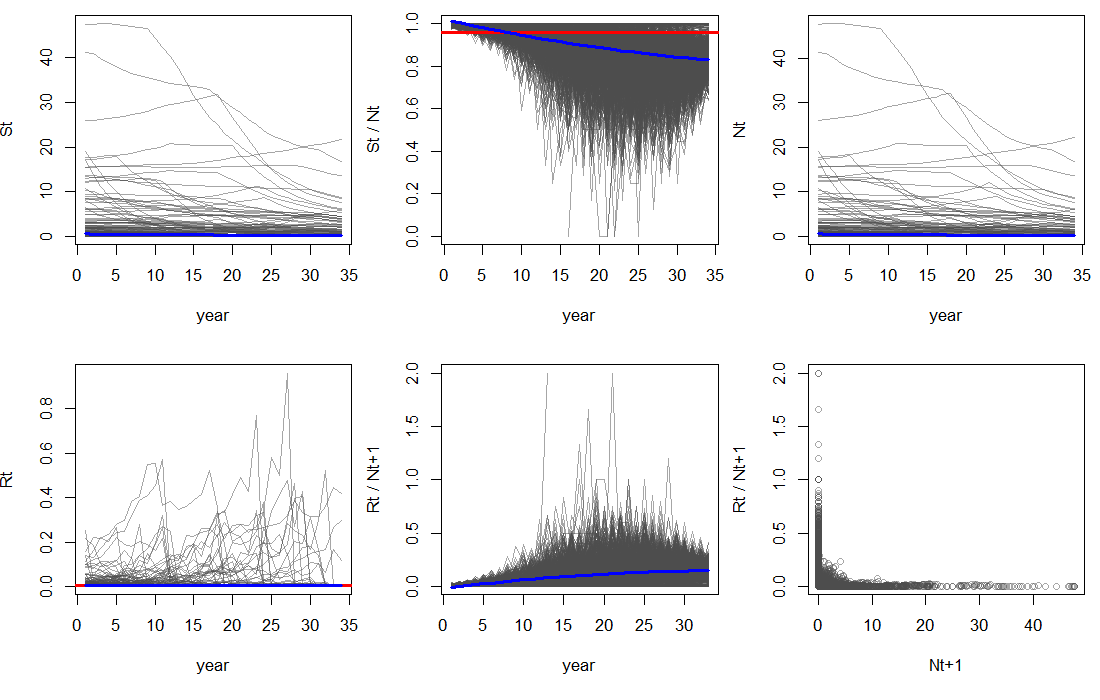 St
0 10 20 30 40
0 5 10 15 20 25 30 35
year
St / Nt
0.0 0.2 0.4 0.6 0.8 1.0
0 5 10 15 20 25 30 35
year
Nt
0 10 20 30 40
0 5 10 15 20 25 30 35
year
Rt
0.0 0.2 0.4 0.6 0.8
0 5 10 15 20 25 30 35
year
Rt / Nt+1
0.0 0.5 1.0 1.5 2.0
0 5 10 15 20 25 30
year
Rt / Nt+1
0.0 0.5 1.0 1.5 2.0
0 10 20 30 40
Nt+1